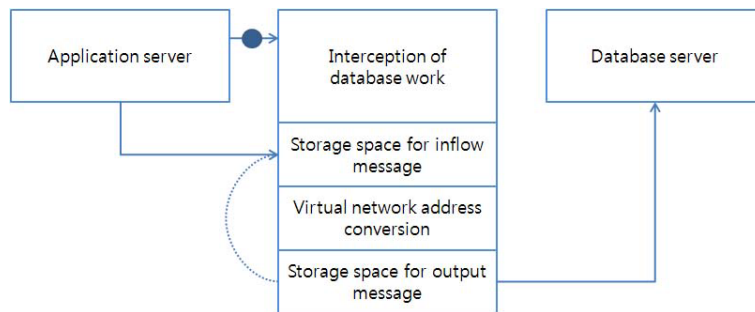 Application server
Interception of
database work
Database server
Storage space for inflow
message
Virtual network address
conversion
Storage space for output
message